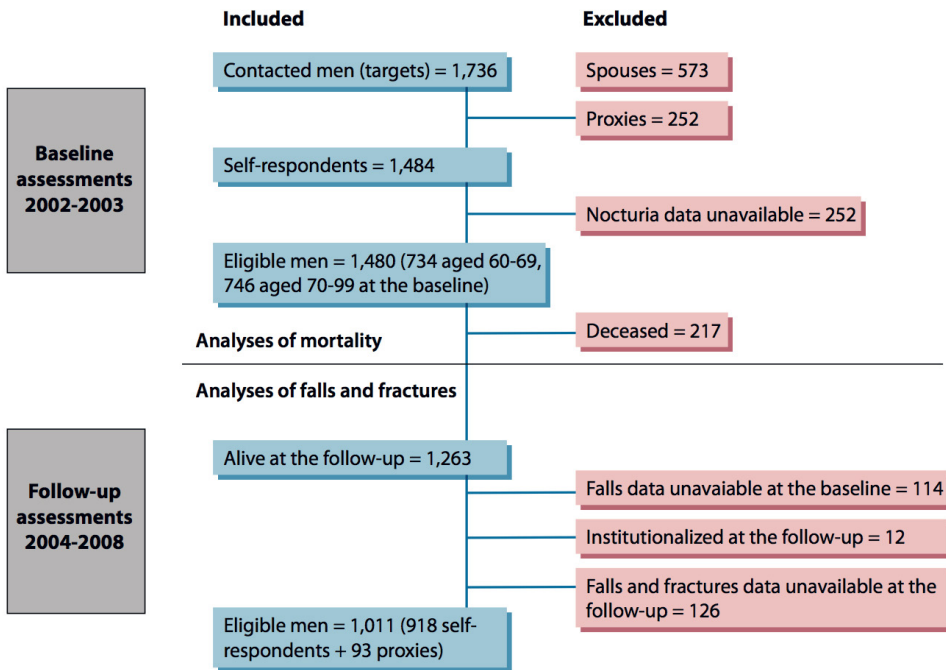 Included
Excluded
Contacted men (targets) = 1,736
Spouses = 573
Proxies = 252
Baseline
assessments
2002-2003
Self-respondents = 1,484
Nocturia data unavailable = 252
Eligible men = 1,480 (734 aged 60-69,
746 aged 70-99 at the baseline)
Deceased = 217
Analyses of mortality
Analyses of falls and fractures
Alive at the follow-up = 1,263
Follow-up
assessments
2004-2008
Falls data unavaiable at the baseline = 114
Institutionalized at the follow-up = 12
Falls and fractures data unavailable at the
follow-up = 126
Eligible men = 1,011 (918 self-
respondents + 93 proxies)